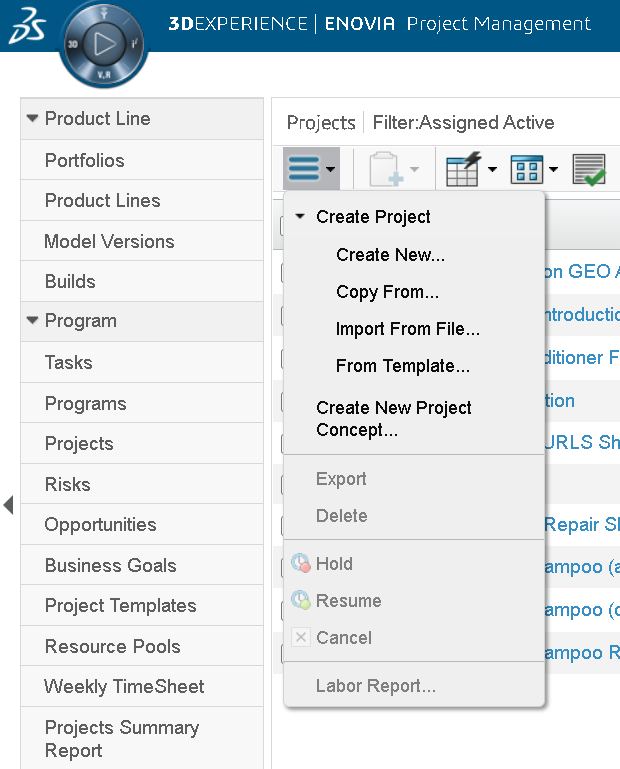 3DEXPERIENCE | ENOVIA Project Management
3D
V,R
Product Line
Portfolios
Product Lines
Model Versions
Builds
Program
Tasks
Programs
Projects
Risks
Opportunities
Business Goals
Project Templates
Resource Pools
Weekly TimeSheet
Projects Summary
Report
Projects
Filter:Assigned Active
Create Project
Create New...
Copy From...
Import From File...
From Template...
Create New Project
Concept...
Export
Delete
Hold
Resume
Cancel
Labor Report...
on GEO
ntroductio
ditioner F
tion
URLS Sh
Repair Sh
ampoo (a
ampoo (c
ampoo R